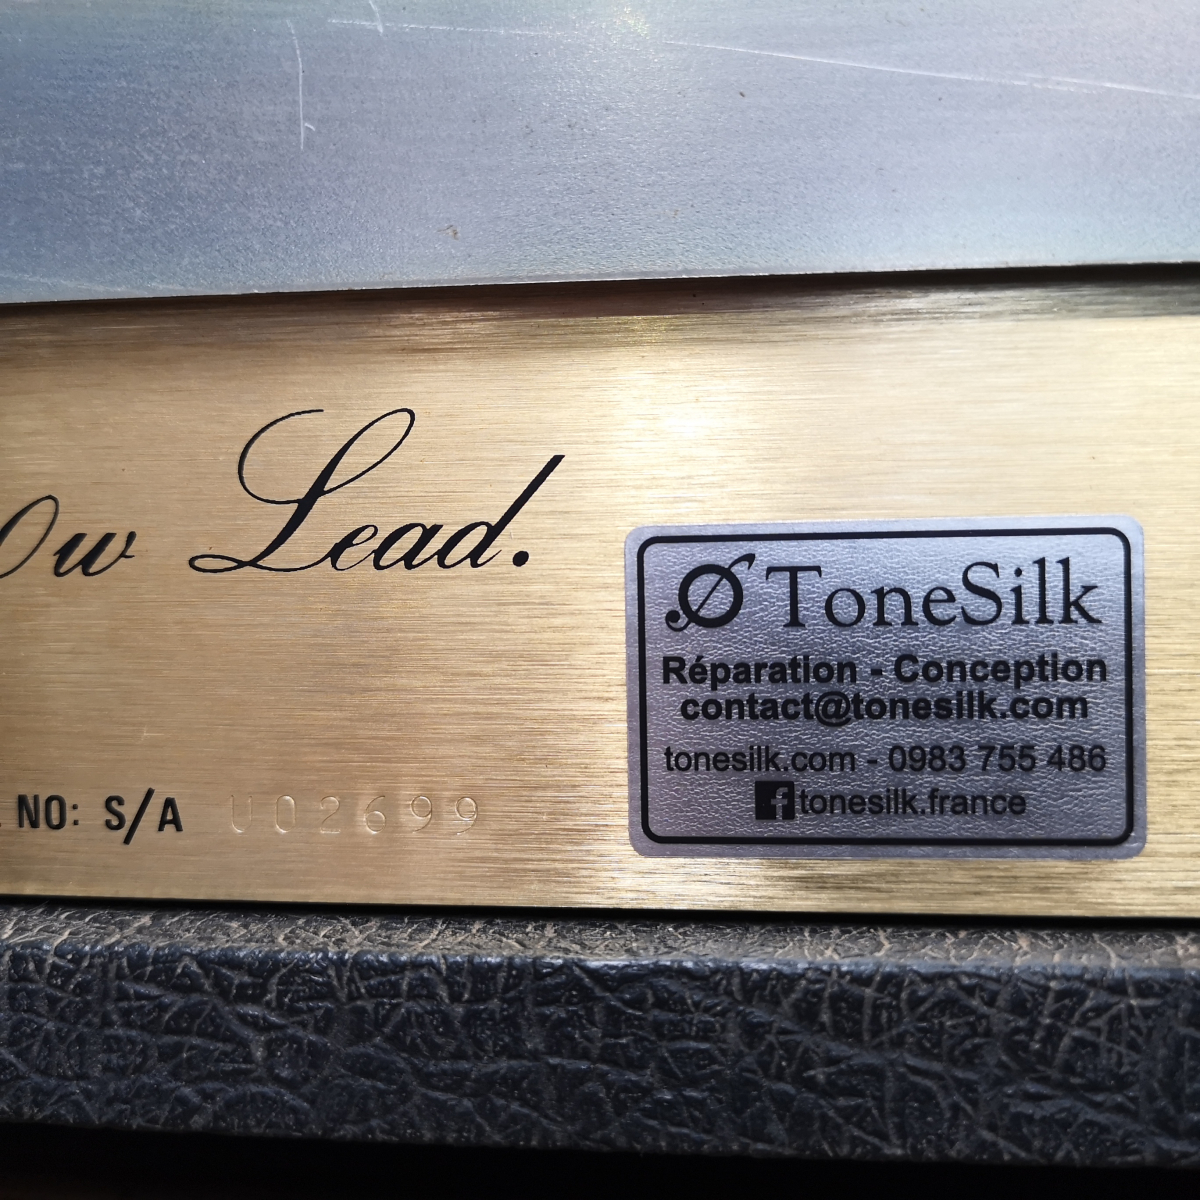 0w Lead.
NO: S/A U02699
ToneSilk
Réparation - Conception
contact@tonesilk.com
tonesilk.com - 0983 755 486
tonesilk.france